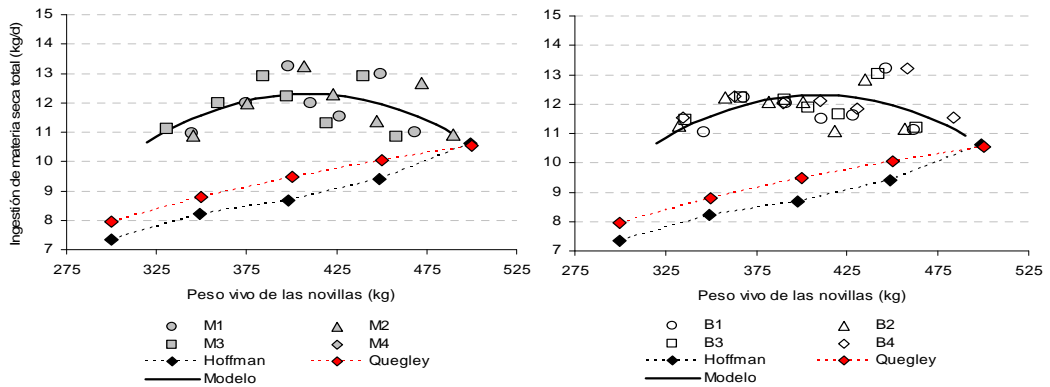 15
14
13
12
11
10
9
8
7
Ingestión de materia seca total (kg/d)
275 325 375 425 475 525
Peso vivo de las novillas (kg)
M1 M2
M3 M4
Hoffman Quegley
Modelo
15
14
13
12
11
10
9
8
7
275 325 375 425 475 525
Peso vivo de las novillas (kg)
B1 B2
B3 B4
Hoffman Quegley
Modelo